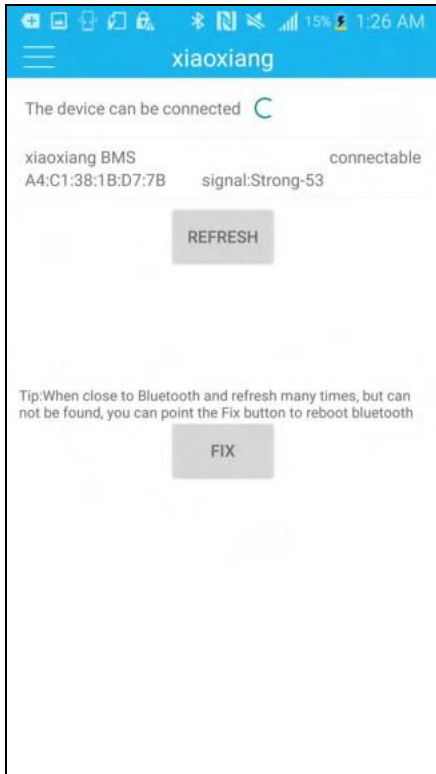 15% 1:26 AM
xiaoxiang
The device can be connected
xiaoxiang BMS connectable
A4:C1:38:1B:D7:7B signal:Strong-53
REFRESH
Tip:When close to Bluetooth and refresh many times, but can
not be found, you can point the Fix button to reboot bluetooth
FIX